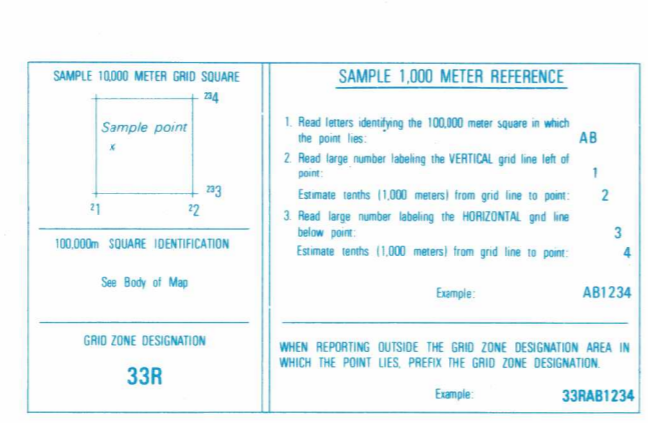 SAMPLE 10,000 METER GRID SQUARE
²³4
Sample point
x
²³3
²1 ²2
100,000m SQUARE IDENTIFICATION
See Body of Map
GRID ZONE DESIGNATION
33R
SAMPLE 1,000 METER REFERENCE
1. Read letters identifying the 100,000 meter square in which
the point lies: AB
2. Read large number labeling the VERTICAL grid line left of
point: 1
Estimate tenths (1,000 meters) from grid line to point: 2
3. Read large number labeling the HORIZONTAL grid line
below point: 3
Estimate tenths (1,000 meters) from grid line to point: 4
Example: AB1234
WHEN REPORTING OUTSIDE THE GRID ZONE DESIGNATION AREA IN
WHICH THE POINT LIES, PREFIX THE GRID ZONE DESIGNATION.
Example: 33RAB1234